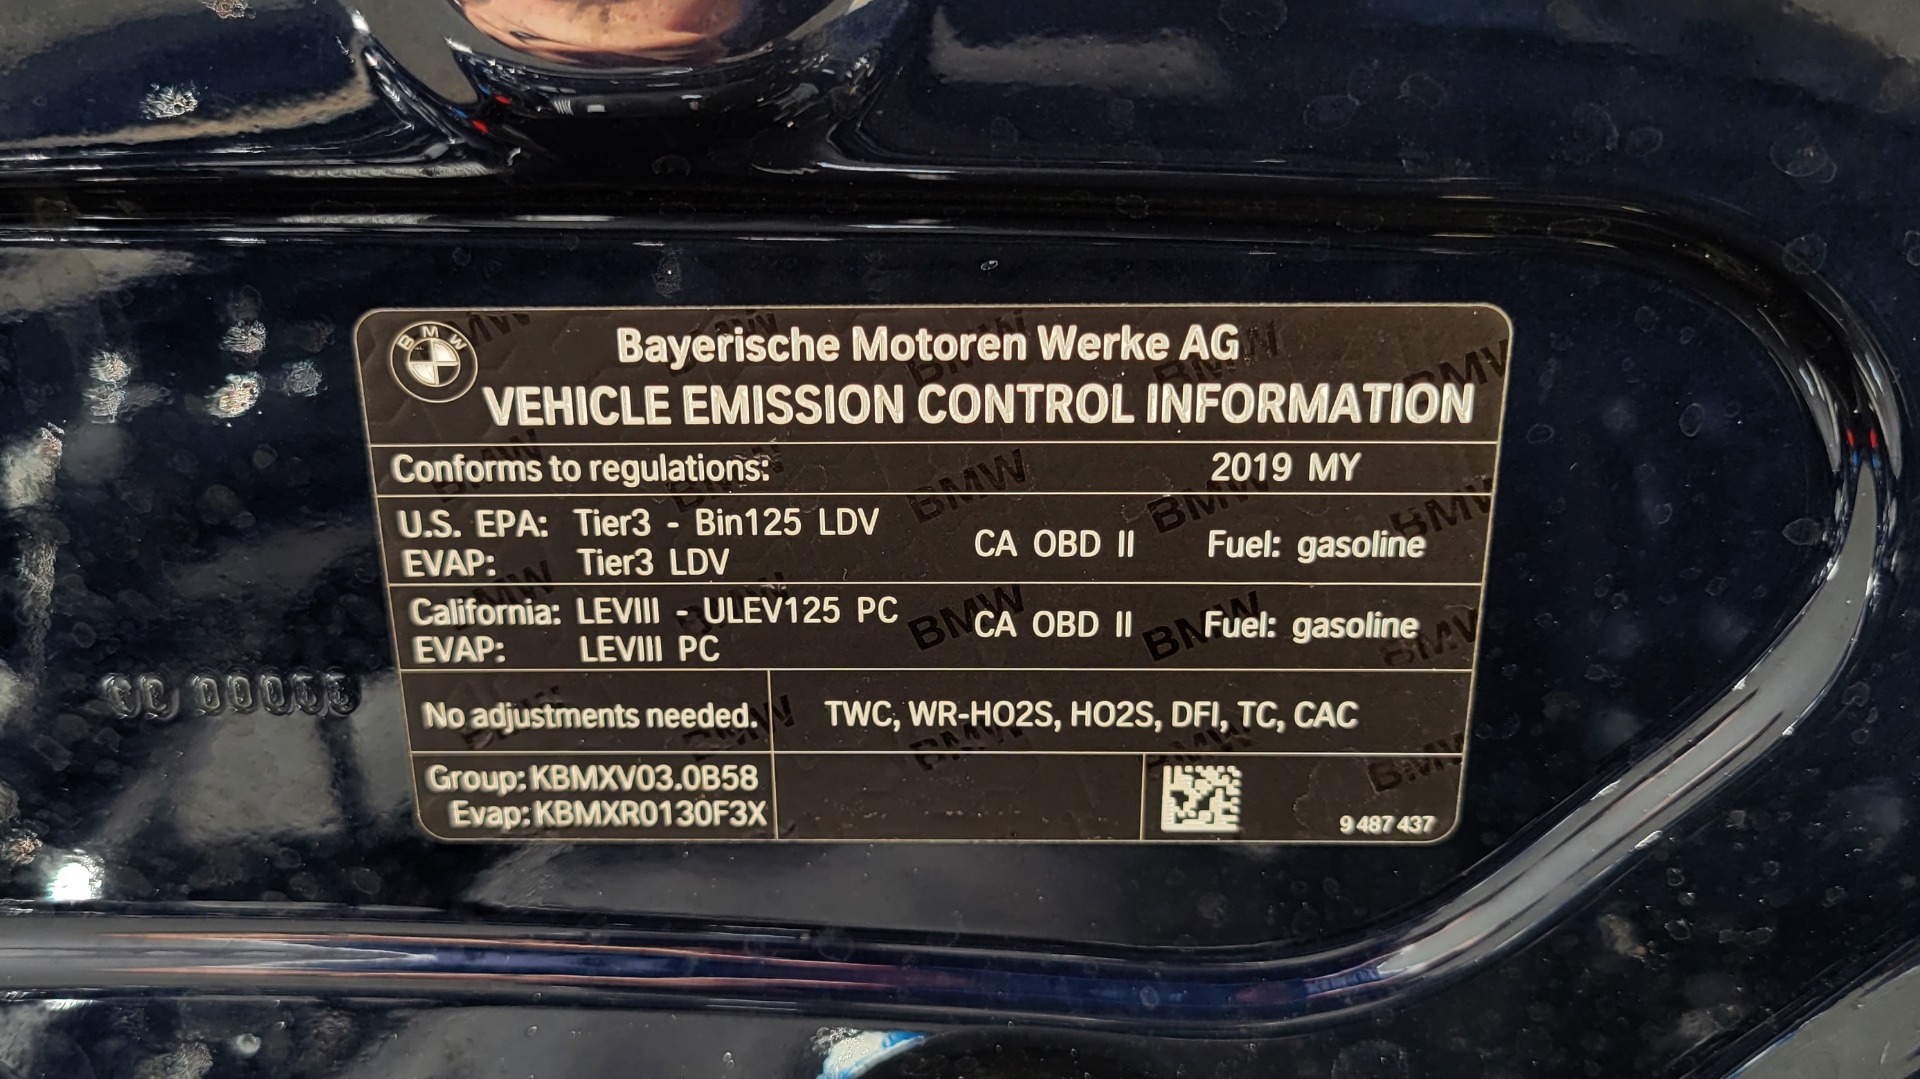 BMW
Bayerische Motoren Werke AG
VEHICLE EMISSION CONTROL INFORMATION
Conforms to regulations: 2019 MY
U.S. EPA: Tier3 - Bin125 LDV
EVAP: Tier3 LDV
CA OBD II Fuel: gasoline
California: LEVIII - ULEV125 PC
EVAP: LEVIII PC
CA OBD II Fuel: gasoline
No adjustments needed.
TWC, WR-HO2S, HO2S, DFI, TC, CAC
Group: KBMXV03.0B58
Evap: KBMXR0130F3X
9 487 437